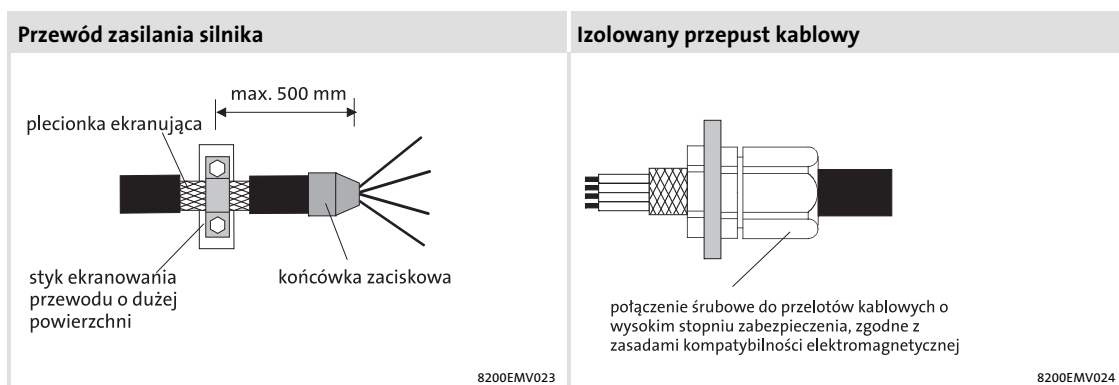 Przewód zasilania silnika
Izolowany przepust kablowy
max. 500 mm
plecionka ekranująca
styk ekranowania
przewodu o dużej
powierzchni
końcówka zaciskowa
8200EMV023
połączenie śrubowe do przelotów kablowych o
wysokim stopniu zabezpieczenia, zgodne z
zasadami kompatybilności elektromagnetycznej
8200EMV024